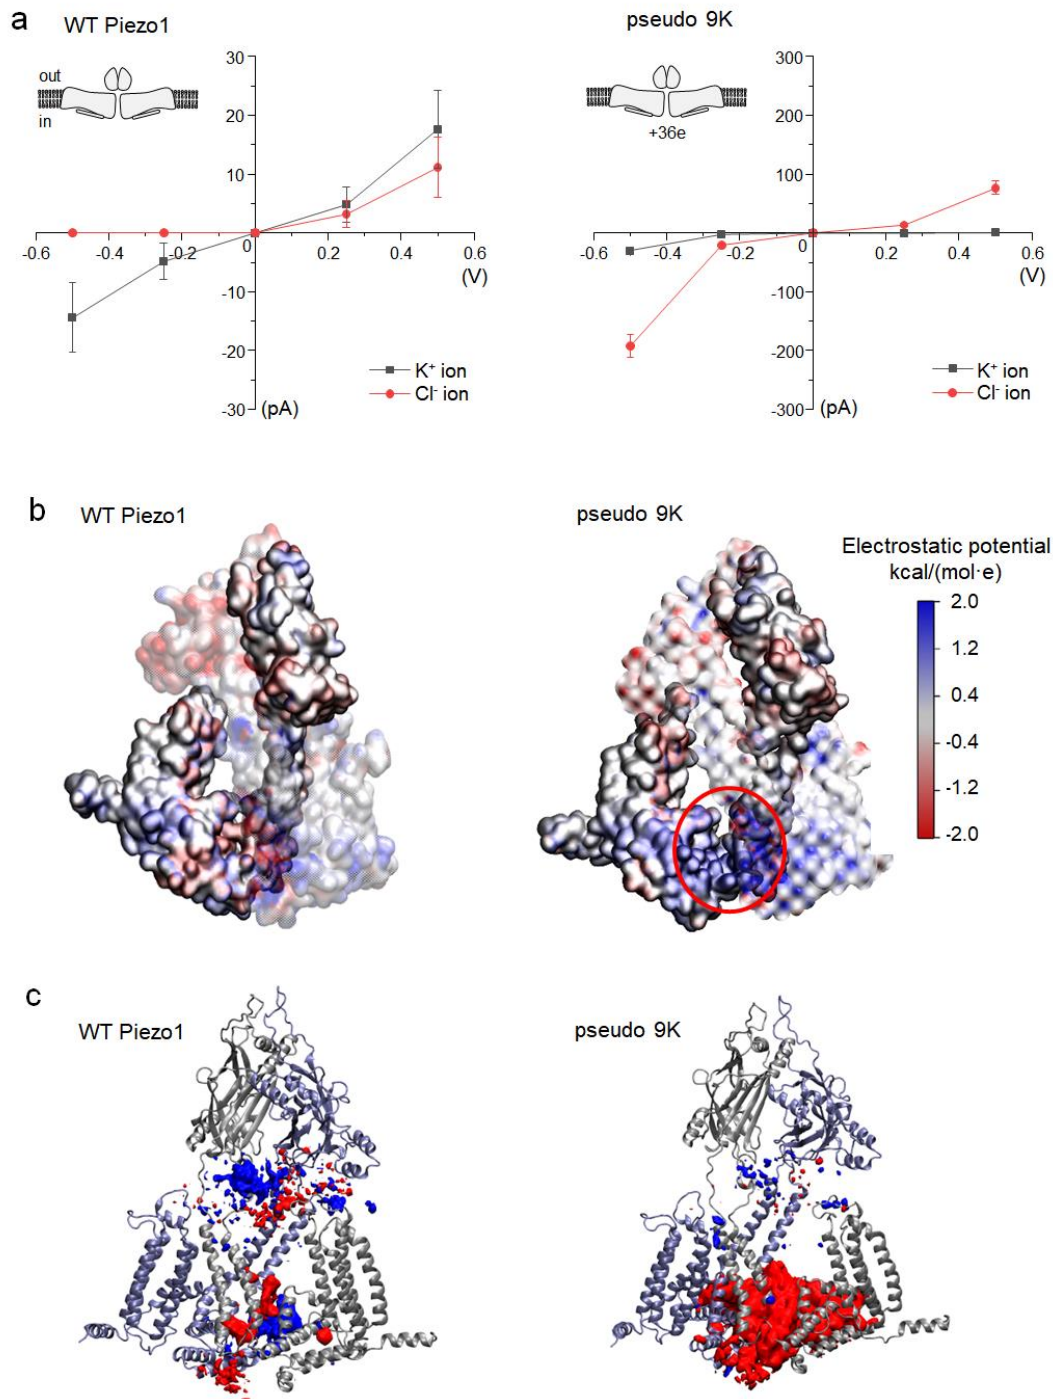 a
WT Piezo1
out
in
30
20
10
0
-10
-20
-30
-0.6
-0.4
-0.2
0.2
0.4
0.6
(V)
(pA)
K⁺ ion
Cl⁻ ion
pseudo 9K
+36e
300
200
100
0
-100
-200
-300
-0.6
-0.4
-0.2
0.2
0.4
0.6
(V)
(pA)
K⁺ ion
Cl⁻ ion
b
WT Piezo1
pseudo 9K
Electrostatic potential
kcal/(mol·e)
2.0
1.2
0.4
-0.4
-1.2
-2.0
c
WT Piezo1
pseudo 9K